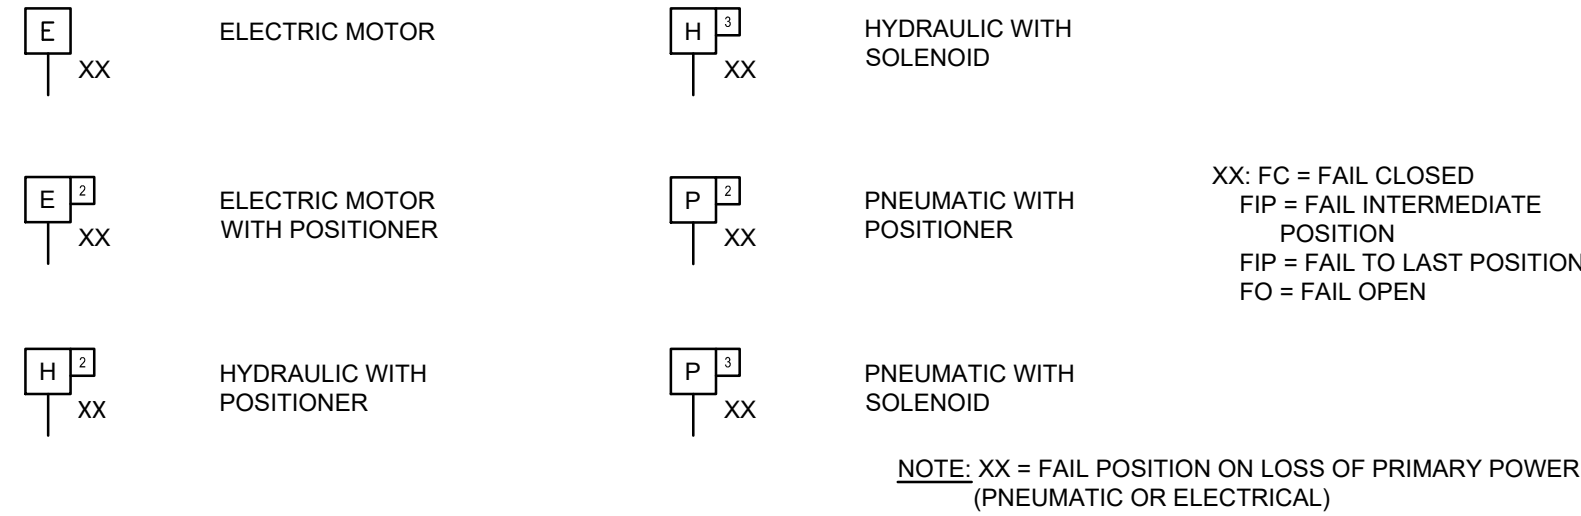 E
XX
ELECTRIC MOTOR
H 3
XX
HYDRAULIC WITH
SOLENOID
E 2
XX
ELECTRIC MOTOR
WITH POSITIONER
P 2
XX
PNEUMATIC WITH
POSITIONER
XX: FC = FAIL CLOSED
FIP = FAIL INTERMEDIATE
POSITION
FIP = FAIL TO LAST POSITION
FO = FAIL OPEN
H 2
XX
HYDRAULIC WITH
POSITIONER
P 3
XX
PNEUMATIC WITH
SOLENOID
NOTE: XX = FAIL POSITION ON LOSS OF PRIMARY POWER
(PNEUMATIC OR ELECTRICAL)